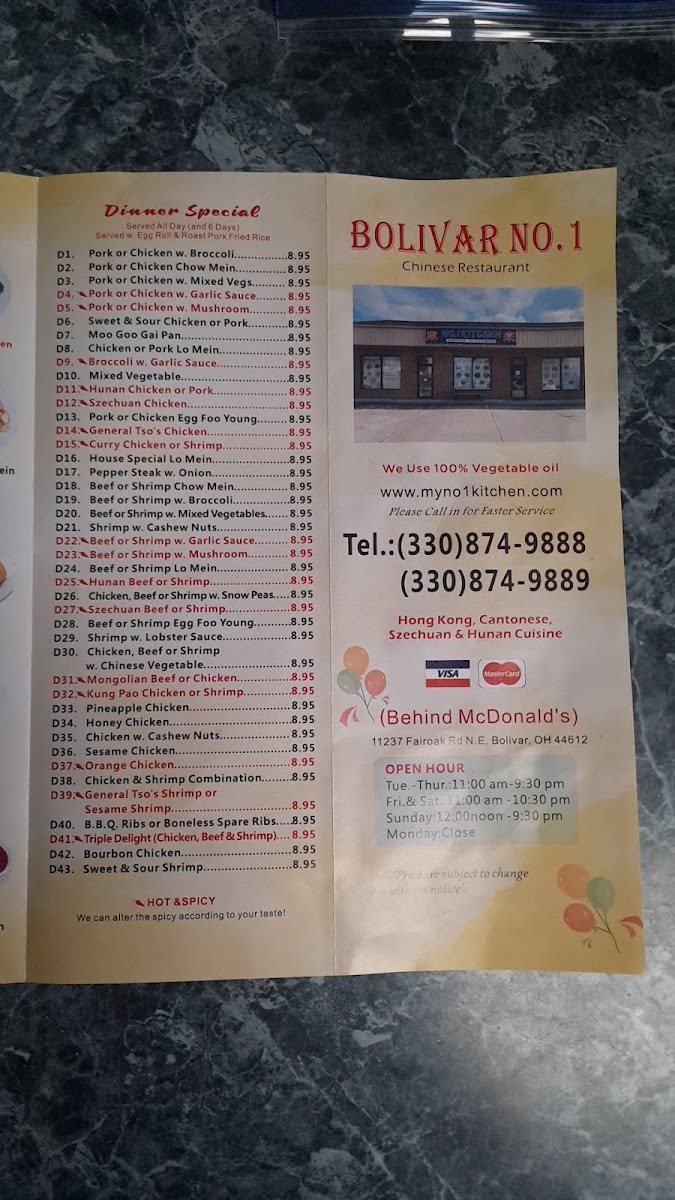 en
ein
n
Dinner Special
Served All Day (and 6 Days)
Served w. Egg Roll & Roast Pork Fried Rice
D1. Pork or Chicken w. Broccoli...............8.95
D2. Pork or Chicken Chow Mein..........8.95
D3. Pork or Chicken w. Mixed Vegs.........8.95
D4. Pork or Chicken w. Garlic Sauce.........8.95
D5. Pork or Chicken w. Mushroom..........8.95
D6. Sweet & Sour Chicken or Pork..........8.95
D7. Moo Goo Gai Pan...........................8.95
D8. Chicken or Pork Lo Mein.................8.95
D9. Broccoli w. Garlic Sauce..................8.95
D10. Mixed Vegetable...........................8.95
D11. Hunan Chicken or Pork...................8.95
D12. Szechuan Chicken.........................8.95
D13. Pork or Chicken Egg Foo Young.........8.95
D14. General Tso's Chicken....................8.95
D15. Curry Chicken or Shrimp.................8.95
D16. House Special Lo Mein...................8.95
D17. Pepper Steak w. Onion...................8.95
D18. Beef or Shrimp Chow Mein..............8.95
D19. Beef or Shrimp w. Broccoli..............8.95
D20. Beef or Shrimp w. Mixed Vegetables......8.95
D21. Shrimp w. Cashew Nuts..................8.95
D22. Beef or Shrimp w. Garlic Sauce.........8.95
D23. Beef or Shrimp w. Mushroom..........8.95
D24. Beef or Shrimp Lo Mein..................8.95
D25. Hunan Beef or Shrimp...................8.95
D26. Chicken, Beef or Shrimp w. Snow Peas.....8.95
D27. Szechuan Beef or Shrimp................8.95
D28. Beef or Shrimp Egg Foo Young..........8.95
D29. Shrimp w. Lobster Sauce.................8.95
D30. Chicken, Beef or Shrimp
w. Chinese Vegetable......................8.95
D31. Mongolian Beef or Chicken.............8.95
D32. Kung Pao Chicken or Shrimp............8.95
D33. Pineapple Chicken.........................8.95
D34. Honey Chicken.............................8.95
D35. Chicken w. Cashew Nuts.................8.95
D36. Sesame Chicken............................8.95
D37. Orange Chicken............................8.95
D38. Chicken & Shrimp Combination........8.95
D39. General Tso's Shrimp or
Sesame Shrimp.............................8.95
D40. B.B.Q. Ribs or Boneless Spare Ribs.....8.95
D41. Triple Delight (Chicken, Beef & Shrimp)....8.95
D42. Bourbon Chicken...........................8.95
D43. Sweet & Sour Shrimp......................8.95
HOT &SPICY
We can alter the spicy according to your taste!
BOLIVAR NO.1
Chinese Restaurant
NO.1 KITCHEN
We Use 100% Vegetable oil
www.myno1kitchen.com
Please Call in for Faster Service
Tel.:(330)874-9888
(330)874-9889
Hong Kong, Cantonese,
Szechuan & Hunan Cuisine
VISA
MasterCard
(Behind McDonald's)
11237 Fairoak Rd N.E. Bolivar, OH 44612
OPEN HOUR
Tue.-Thur.:11:00 am-9:30 pm
Fri.& Sat.:11:00 am -10:30 pm
Sunday:12:00noon -9:30 pm
Monday:Close
"Price are subject to change
without notice"